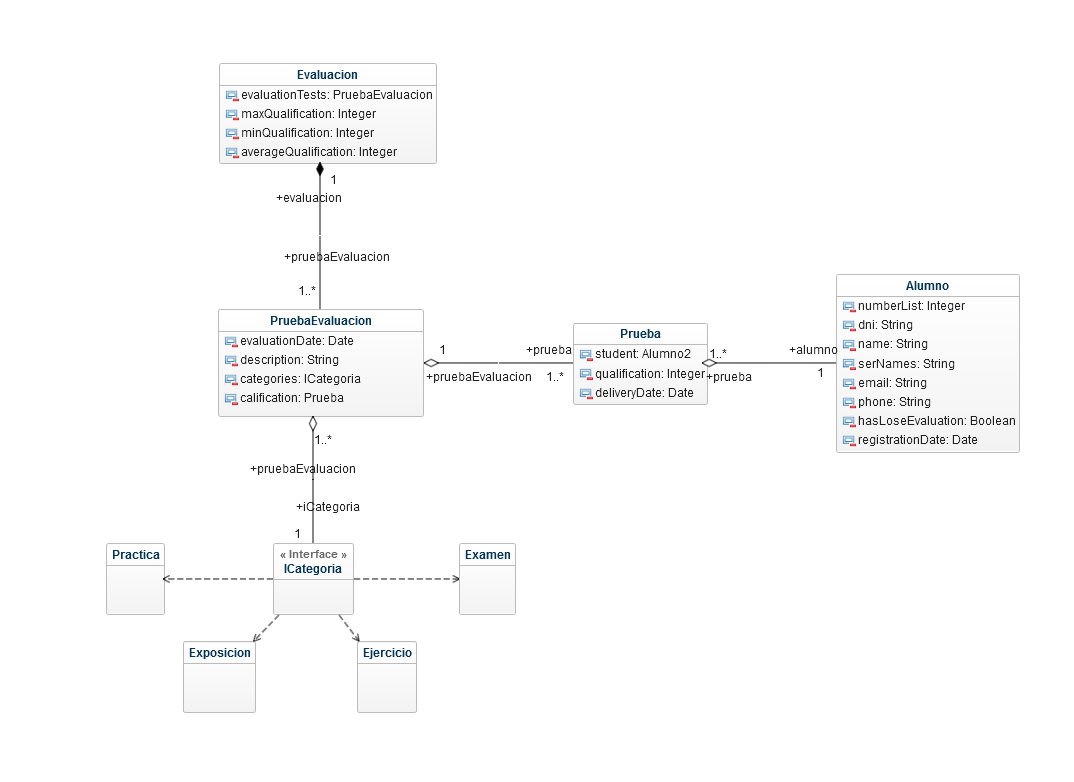 Evaluacion
evaluationTests: PruebaEvaluacion
maxQualification: Integer
minQualification: Integer
averageQualification: Integer
1
+evaluacion
+pruebaEvaluacion
1..*
PruebaEvaluacion
evaluationDate: Date
description: String
categories: ICategoria
calification: Prueba
1
+pruebaEvaluacion
+prueba
1..*
Prueba
student: Alumno2
qualification: Integer
deliveryDate: Date
1..*
+prueba
+alumno
1
Alumno
numberList: Integer
dni: String
name: String
serNames: String
email: String
phone: String
hasLoseEvaluation: Boolean
registrationDate: Date
1..*
+pruebaEvaluacion
+iCategoria
1
Practica
« Interface »
ICategoria
Examen
Exposicion
Ejercicio